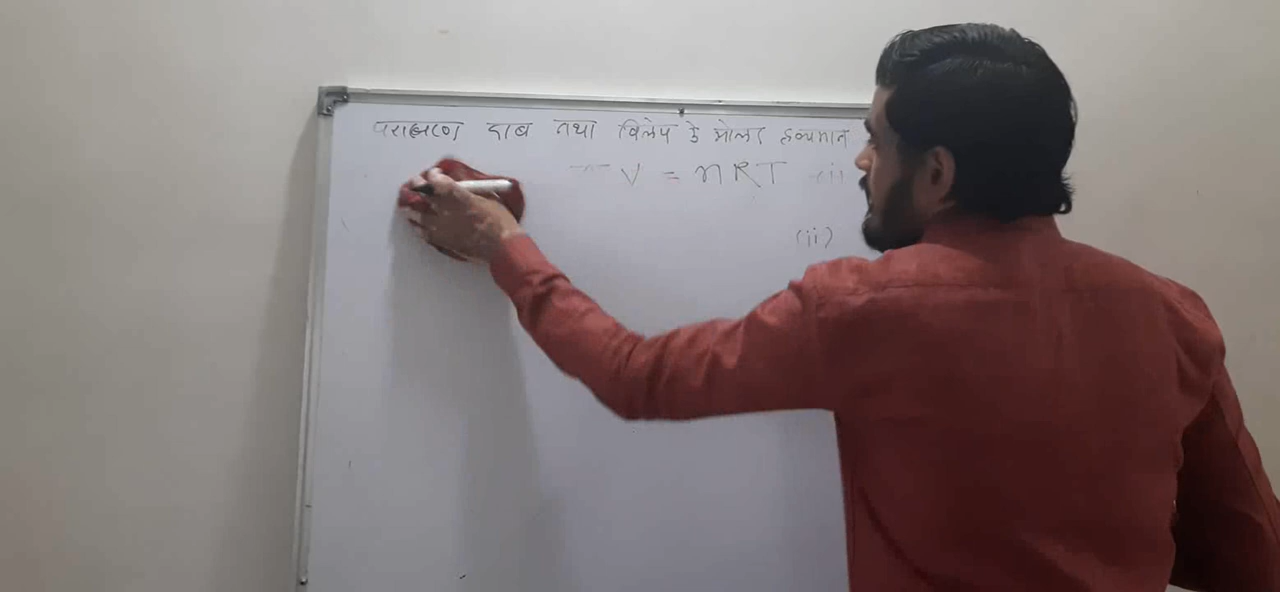 परासरण दाब तथा विलेय के मोलर द्रव्यमान
π V = nRT -(i)
(ii)